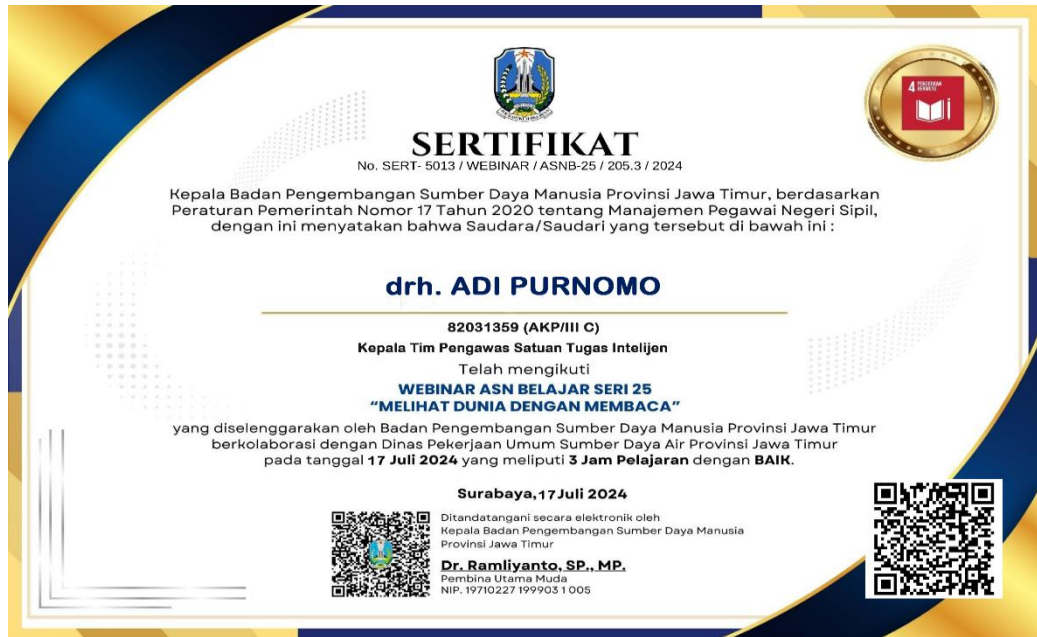 SERTIFIKAT
No. SERT- 5013 / WEBINAR / ASNB-25 / 205.3 / 2024
4 PENDIDIKAN
BERMUTU
Kepala Badan Pengembangan Sumber Daya Manusia Provinsi Jawa Timur, berdasarkan
Peraturan Pemerintah Nomor 17 Tahun 2020 tentang Manajemen Pegawai Negeri Sipil,
dengan ini menyatakan bahwa Saudara/Saudari yang tersebut di bawah ini :
drh. ADI PURNOMO
82031359 (AKP/III C)
Kepala Tim Pengawas Satuan Tugas Intelijen
Telah mengikuti
WEBINAR ASN BELAJAR SERI 25
“MELIHAT DUNIA DENGAN MEMBACA”
yang diselenggarakan oleh Badan Pengembangan Sumber Daya Manusia Provinsi Jawa Timur
berkolaborasi dengan Dinas Pekerjaan Umum Sumber Daya Air Provinsi Jawa Timur
pada tanggal 17 Juli 2024 yang meliputi 3 Jam Pelajaran dengan BAIK.
Surabaya,17Juli 2024
Ditandatangani secara elektronik oleh
Kepala Badan Pengembangan Sumber Daya Manusia
Provinsi Jawa Timur
Dr. Ramliyanto, SP., MP.
Pembina Utama Muda
NIP. 19710227 199903 1 005